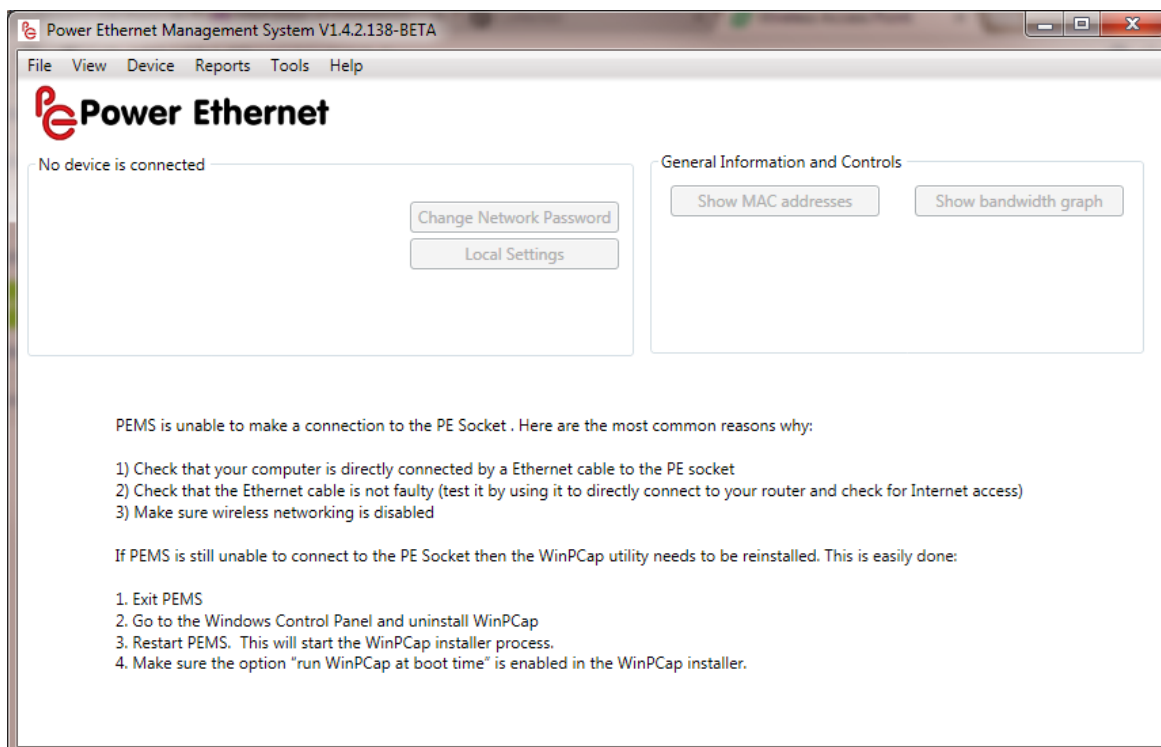 Power Ethernet Management System V1.4.2.138-BETA
File View Device Reports Tools Help
Power Ethernet
No device is connected
Change Network Password
Local Settings
General Information and Controls
Show MAC addresses Show bandwidth graph
PEMS is unable to make a connection to the PE Socket . Here are the most common reasons why:
1) Check that your computer is directly connected by a Ethernet cable to the PE socket
2) Check that the Ethernet cable is not faulty (test it by using it to directly connect to your router and check for Internet access)
3) Make sure wireless networking is disabled
If PEMS is still unable to connect to the PE Socket then the WinPCap utility needs to be reinstalled. This is easily done:
1. Exit PEMS
2. Go to the Windows Control Panel and uninstall WinPCap
3. Restart PEMS. This will start the WinPCap installer process.
4. Make sure the option “run WinPCap at boot time” is enabled in the WinPCap installer.